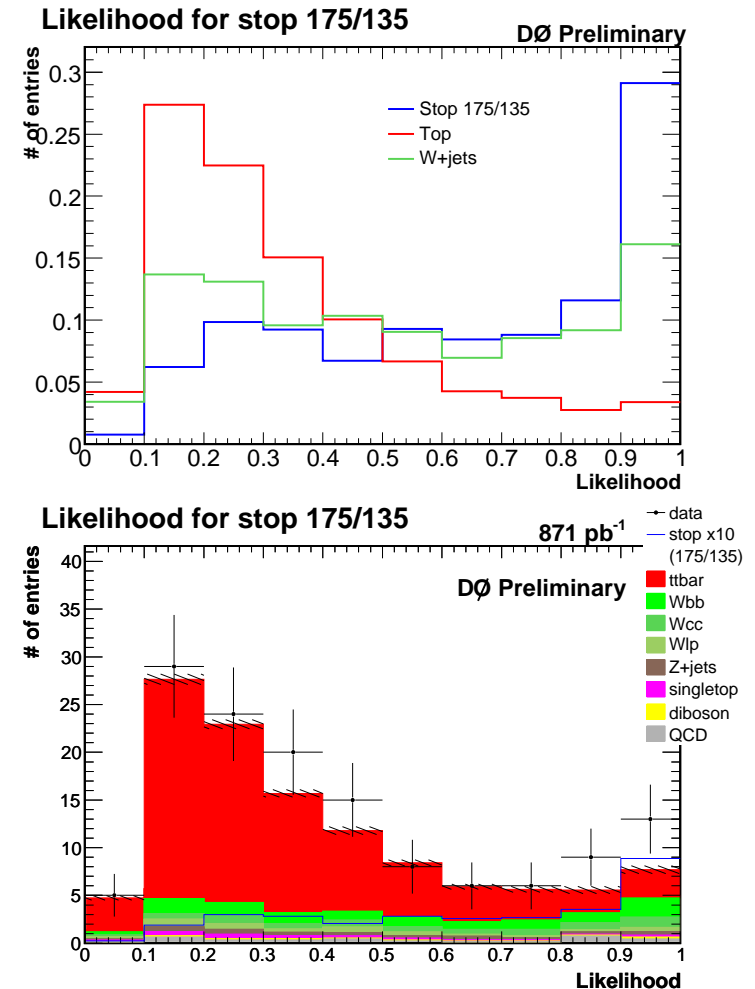 Likelihood for stop 175/135
DØ Preliminary
# of entries
0.3
0.25
0.2
0.15
0.1
0.05
0
Stop 175/135
Top
W+jets
0 0.1 0.2 0.3 0.4 0.5 0.6 0.7 0.8 0.9 1
Likelihood
Likelihood for stop 175/135
871 pb⁻¹
DØ Preliminary
# of entries
40
35
30
25
20
15
10
5
0
data
stop x10
(175/135)
ttbar
Wbb
Wcc
Wlp
Z+jets
singletop
diboson
QCD
0 0.1 0.2 0.3 0.4 0.5 0.6 0.7 0.8 0.9 1
Likelihood